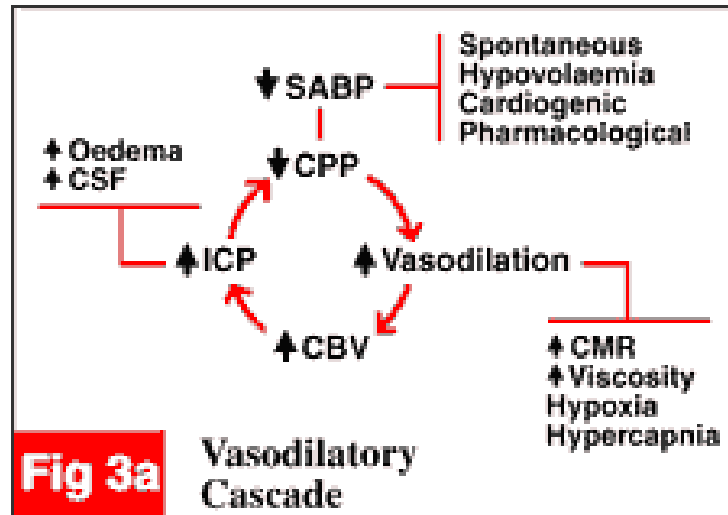 Spontaneous
↓ SABP
Hypovolaemia
Cardiogenic
Pharmacological
↑ Oedema
↑ CSF
↓ CPP
↑ ICP
↑ Vasodilation
↑ CBV
↑ CMR
↑ Viscosity
Hypoxia
Hypercapnia
Fig 3a
Vasodilatory
Cascade